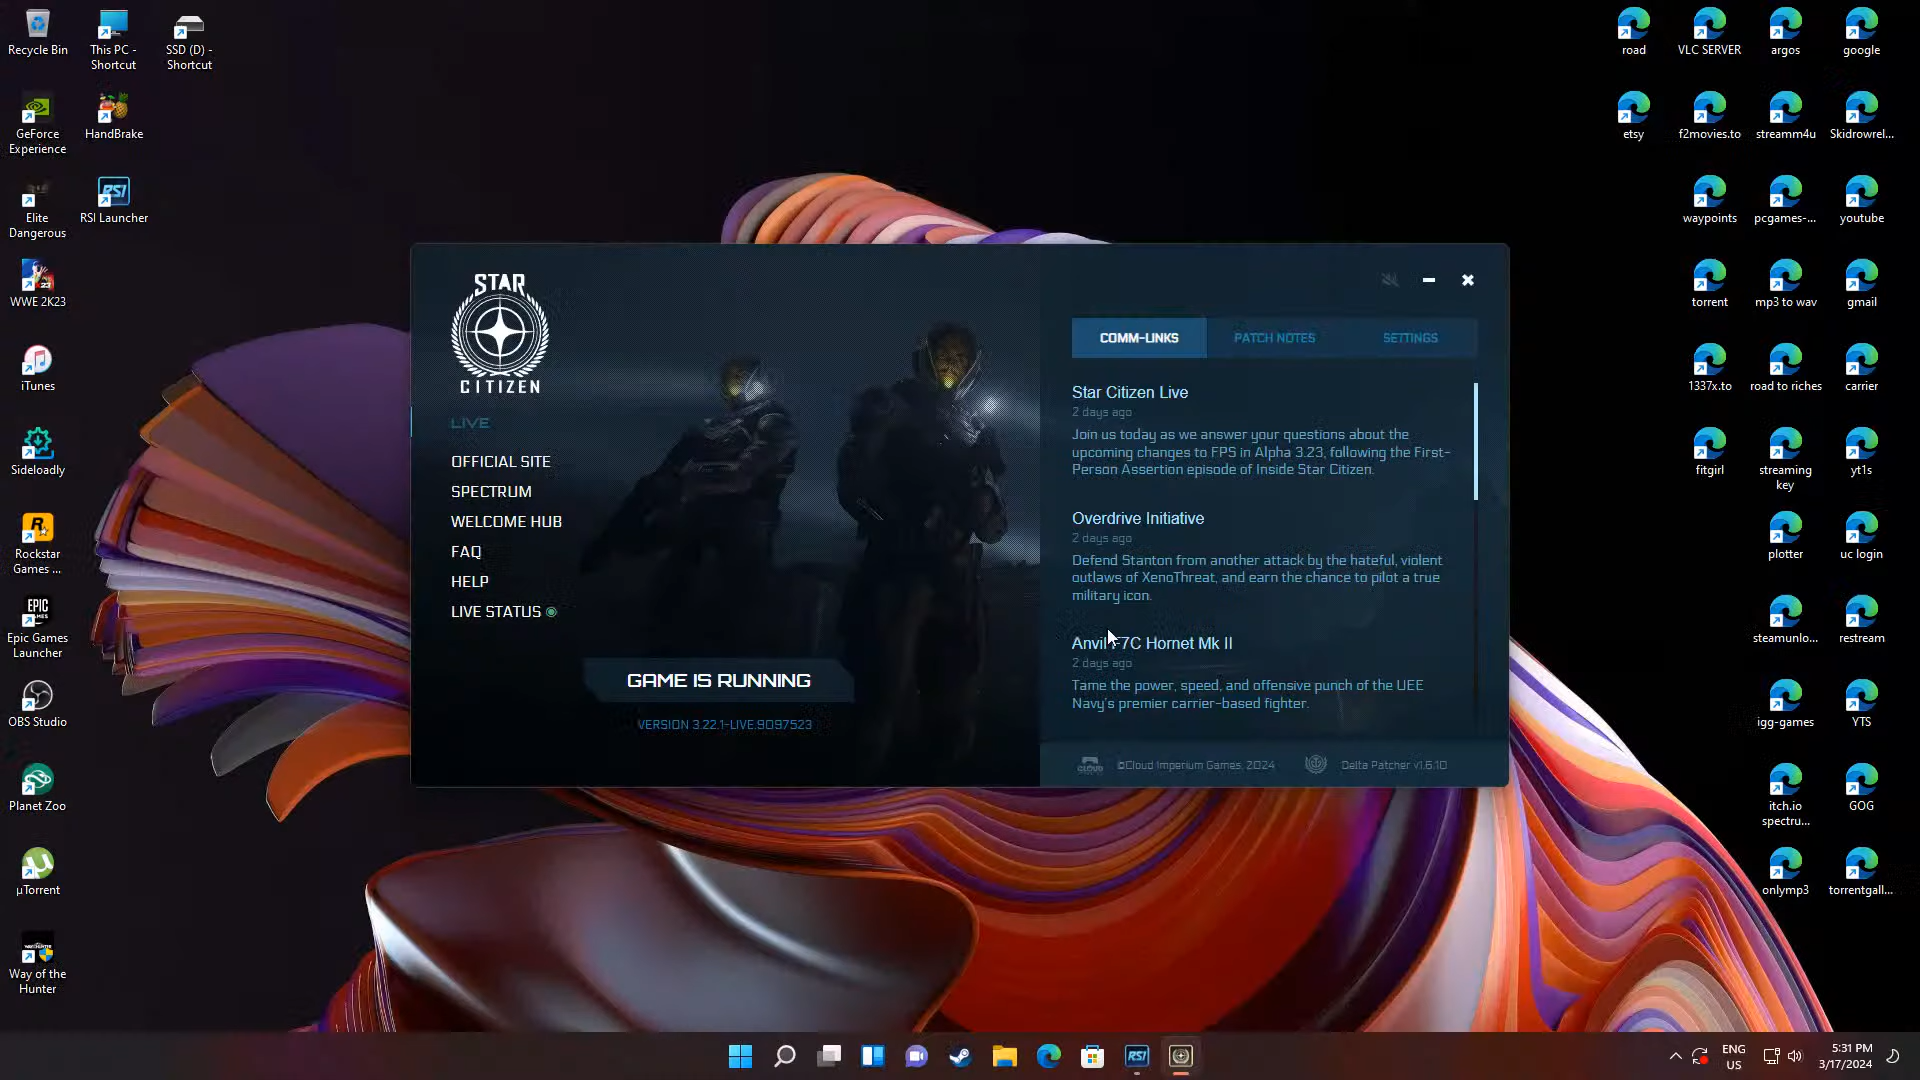 Recycle Bin
This PC -
Shortcut
SSD (D) -
Shortcut
GeForce
Experience
HandBrake
Elite
Dangerous
RSI
RSI Launcher
WWE 2K23
iTunes
Sideloadly
Rockstar
Games ...
EPIC
GAMES
Epic Games
Launcher
OBS Studio
Planet Zoo
µTorrent
Way of the
Hunter
STAR
CITIZEN
LIVE
OFFICIAL SITE
SPECTRUM
WELCOME HUB
FAQ
HELP
LIVE STATUS
GAME IS RUNNING
VERSION 3.22.1-LIVE.9097523
COMM-LINKS
PATCH NOTES
SETTINGS
Star Citizen Live
2 days ago
Join us today as we answer your questions about the
upcoming changes to FPS in Alpha 3.23, following the First-
Person Assertion episode of Inside Star Citizen.
Overdrive Initiative
2 days ago
Defend Stanton from another attack by the hateful, violent
outlaws of XenoThreat, and earn the chance to pilot a true
military icon.
Anvil F7C Hornet Mk II
2 days ago
Tame the power, speed, and offensive punch of the UEE
Navy's premier carrier-based fighter.
CLOUD
©Cloud Imperium Games, 2024
Delta Patcher v1.6.10
road
VLC SERVER
argos
google
etsy
f2movies.to
streamm4u
Skidrowrel...
waypoints
pcgames-...
youtube
torrent
mp3 to wav
gmail
1337x.to
road to riches
carrier
fitgirl
streaming
key
yt1s
plotter
uc login
steamunlo...
restream
igg-games
YTS
itch.io
spectru...
GOG
onlymp3
torrentgall...
RSI
ENG
US
5:31 PM
3/17/2024